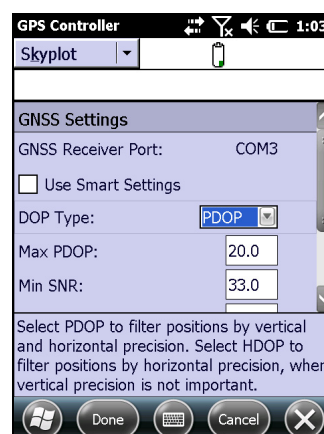 GPS Controller 1:03
Skyplot
GNSS Settings
GNSS Receiver Port: COM3
Use Smart Settings
DOP Type: PDOP
Max PDOP: 20.0
Min SNR: 33.0
Select PDOP to filter positions by vertical
and horizontal precision. Select HDOP to
filter positions by horizontal precision, when
vertical precision is not important.
Done Cancel